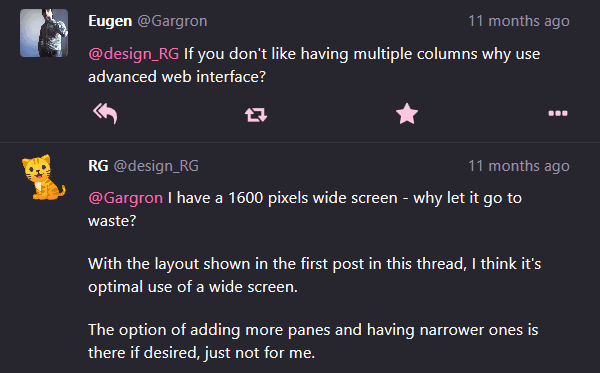 Eugen @Gargron 11 months ago
@design_RG If you don't like having multiple columns why use
advanced web interface?
RG @design_RG 11 months ago
@Gargron I have a 1600 pixels wide screen - why let it go to
waste?
With the layout shown in the first post in this thread, I think it's
optimal use of a wide screen.
The option of adding more panes and having narrower ones is
there if desired, just not for me.